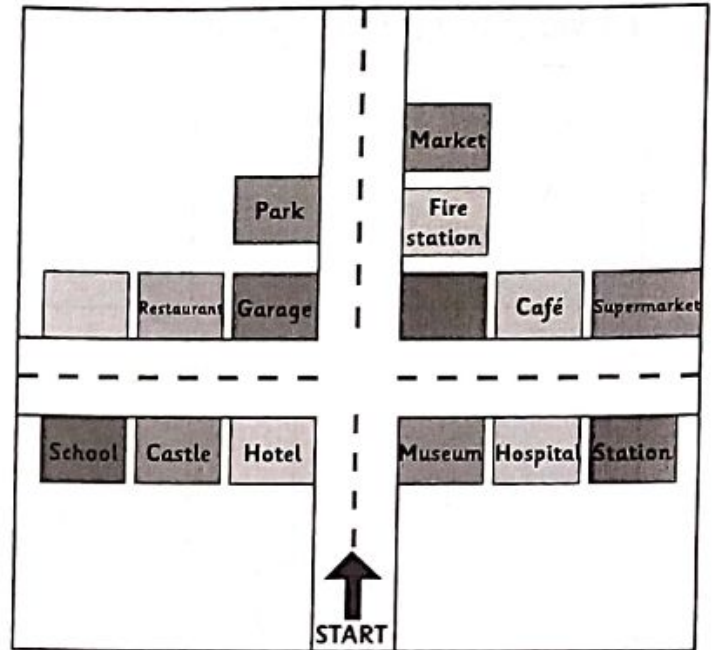 Market
Park
Fire
station
Restaurant
Garage
Café
Supermarket
School
Castle
Hotel
Museum
Hospital
Station
START